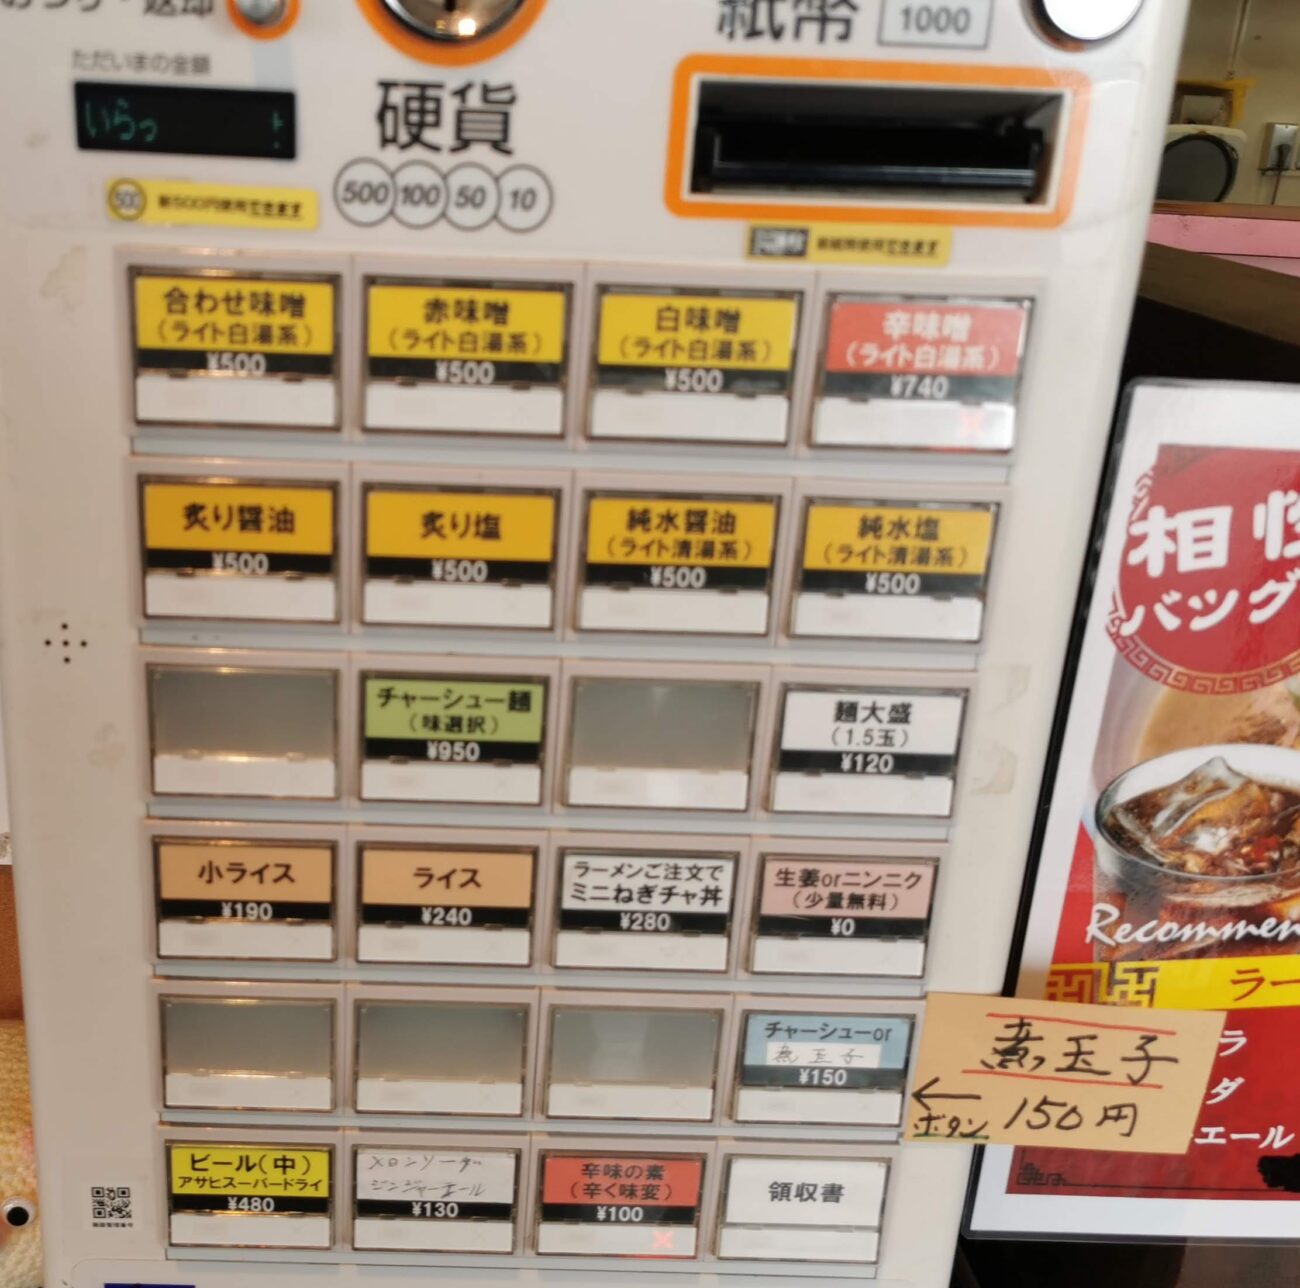 紙幣
1000
ただいまの金額
いらっ
硬貨
500 100 50 10
500 新500円使用できます
合わせ味噌
(ライト白湯系)
¥500
赤味噌
(ライト白湯系)
¥500
白味噌
(ライト白湯系)
¥500
辛味噌
(ライト白湯系)
¥740
炙り醤油
¥500
炙り塩
¥500
純水醤油
(ライト清湯系)
¥500
純水塩
(ライト清湯系)
¥500
チャーシュー麺
(味選択)
¥950
麺大盛
(1.5玉)
¥120
小ライス
¥190
ライス
¥240
ラーメンご注文で
ミニねぎチャ丼
¥280
生姜orニンニク
(少量無料)
¥0
チャーシューor
煮玉子
¥150
煮玉子
←
ボタン 150円
ビール(中)
アサヒスーパードライ
¥480
メロンソーダー
ジンジャーエール
¥130
辛味の素
(辛く味変)
¥100
領収書
相性
バツグ
Recommen
ラー
ラ
ダ
エール